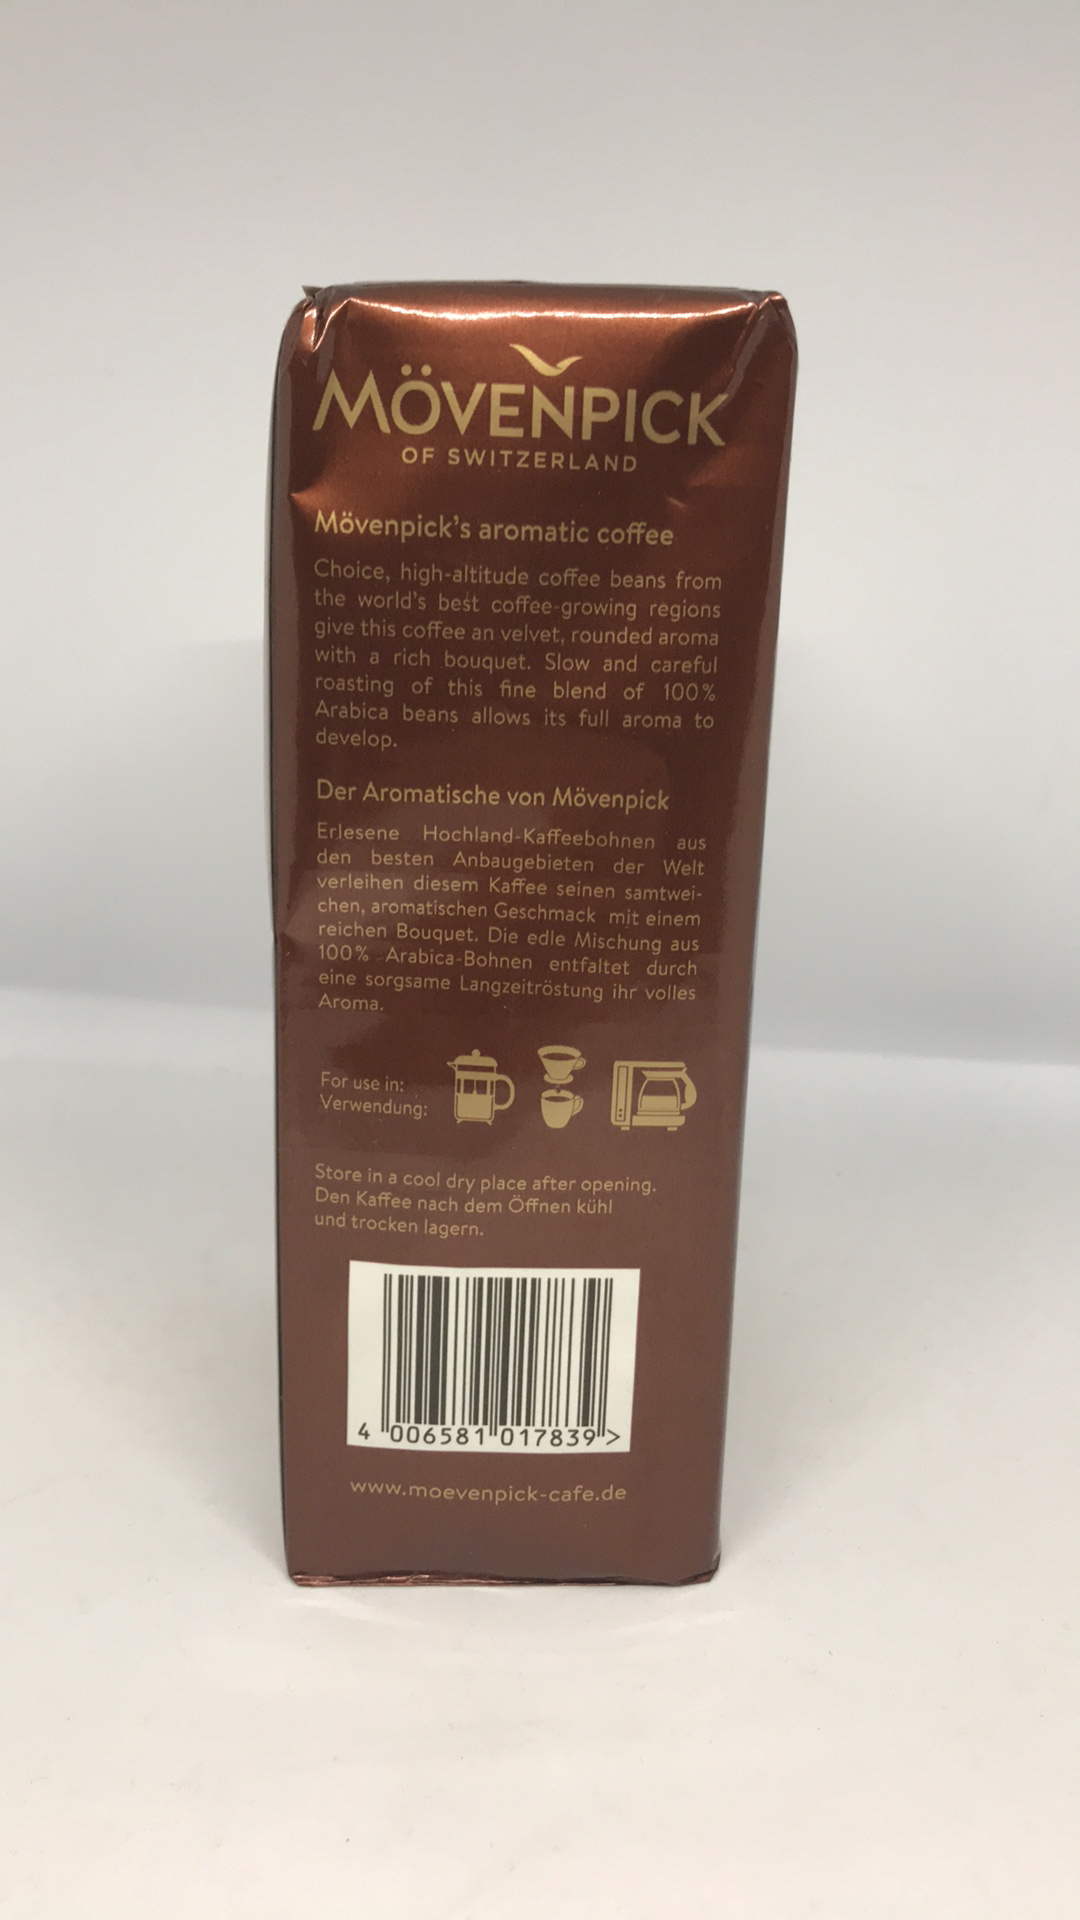 MÖVENPICK
OF SWITZERLAND
Mövenpick's aromatic coffee
Choice, high-altitude coffee beans from
the world's best coffee-growing regions
give this coffee an velvet, rounded aroma
with a rich bouquet. Slow and careful
roasting of this fine blend of 100%
Arabica beans allows its full aroma to
develop.
Der Aromatische von Mövenpick
Erlesene Hochland-Kaffeebohnen aus
den besten Anbaugebieten der Welt
verleihen diesem Kaffee seinen samtwei-
chen, aromatischen Geschmack mit einem
reichen Bouquet. Die edle Mischung aus
100% Arabica-Bohnen entfaltet durch
eine sorgsame Langzeitröstung ihr volles
Aroma.
For use in:
Verwendung:
Store in a cool dry place after opening.
Den Kaffee nach dem Öffnen kühl
und trocken lagern.
4 006581 017839 >
www.moevenpick-cafe.de